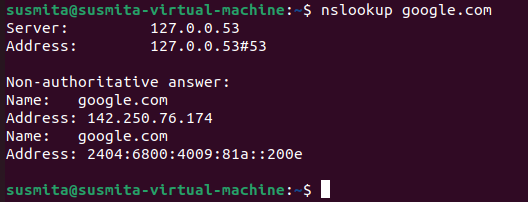 susmita@susmita-virtual-machine:~$ nslookup google.com
Server:         127.0.0.53
Address:        127.0.0.53#53

Non-authoritative answer:
Name:   google.com
Address: 142.250.76.174
Name:   google.com
Address: 2404:6800:4009:81a::200e

susmita@susmita-virtual-machine:~$